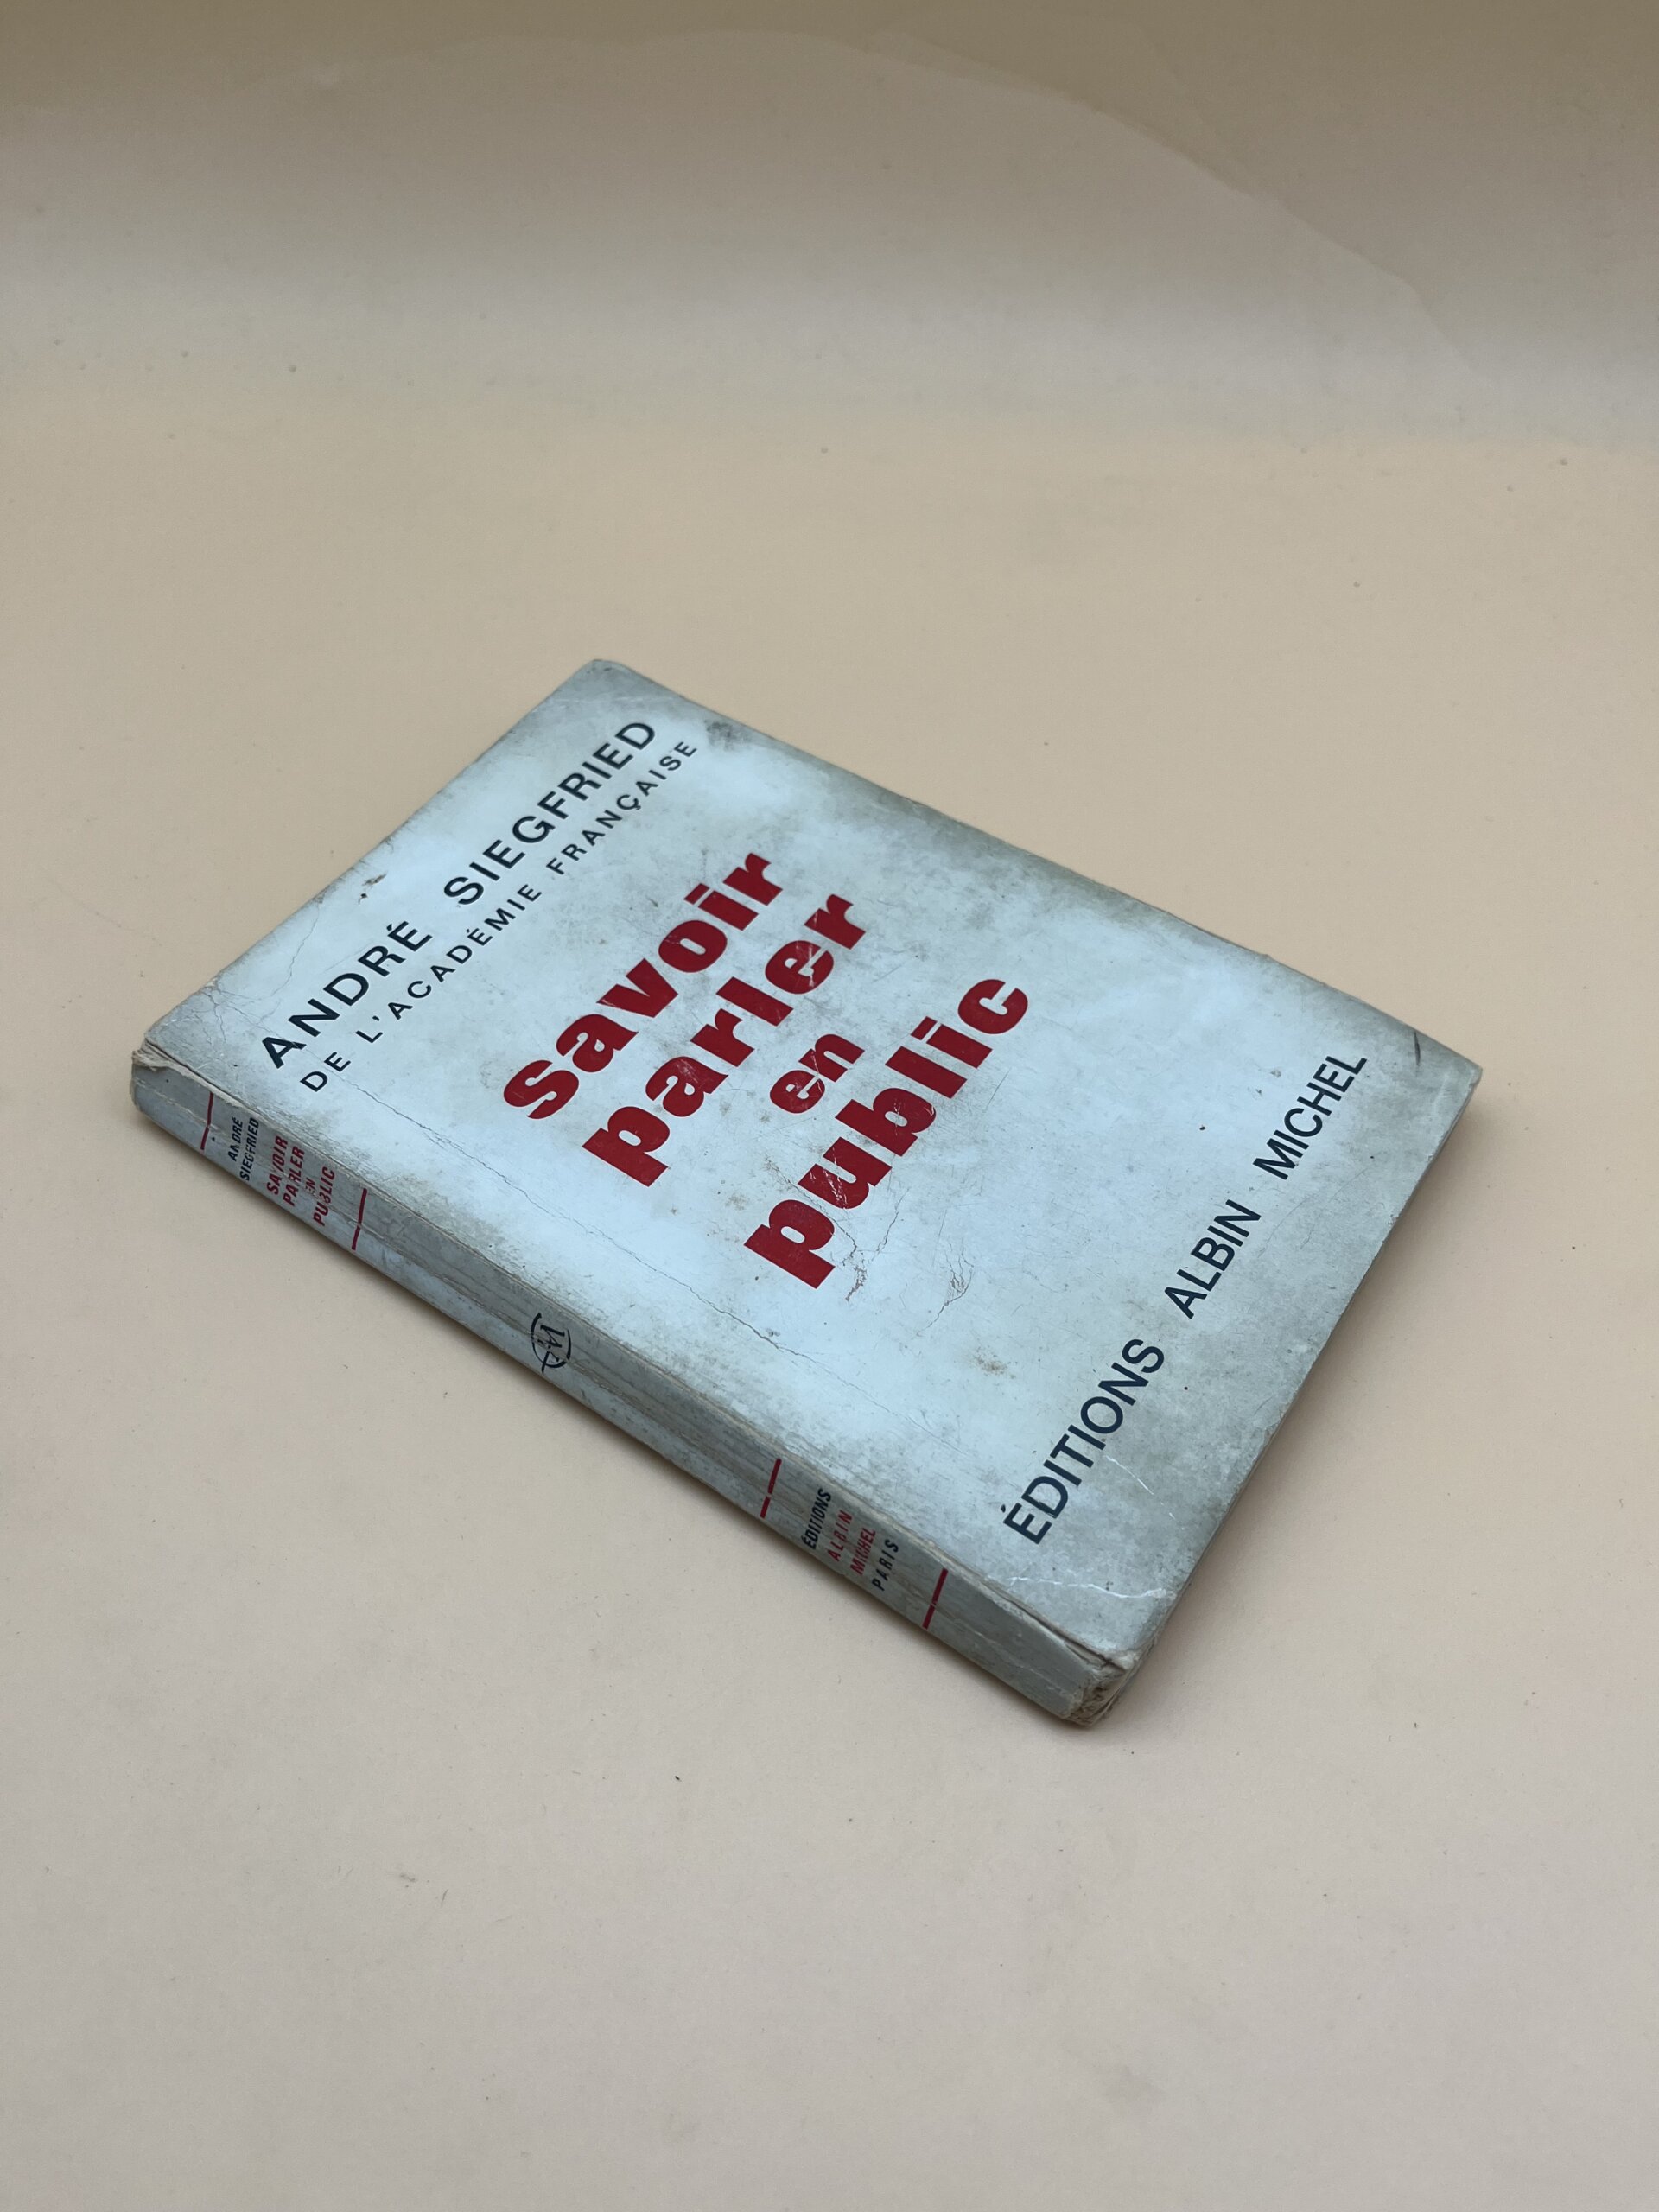 ANDRÉ SIEGFRIED
DE L'ACADÉMIE FRANÇAISE
savoir
parler
en
public
ÉDITIONS ALBIN MICHEL
ANDRÉ
SIEGFRIED
SAVOIR
PARLER
EN
PUBLIC
ÉDITIONS
ALBIN
MICHEL
PARIS